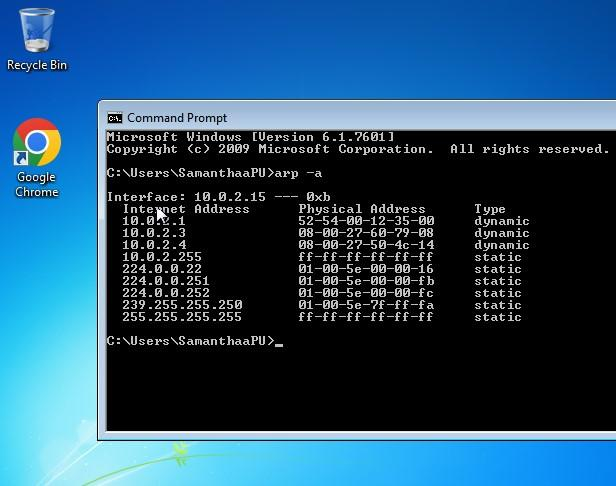 Recycle Bin
Google
Chrome
Command Prompt
Microsoft Windows [Version 6.1.7601]
Copyright (c) 2009 Microsoft Corporation.  All rights reserved.
C:\Users\SamanthaaPU>arp -a
Interface: 10.0.2.15 --- 0xb
Internet Address Physical Address Type
10.0.2.1 52-54-00-12-35-00 dynamic
10.0.2.3 08-00-27-60-79-08 dynamic
10.0.2.4 08-00-27-50-4c-14 dynamic
10.0.2.255 ff-ff-ff-ff-ff-ff static
224.0.0.22 01-00-5e-00-00-16 static
224.0.0.251 01-00-5e-00-00-fb static
224.0.0.252 01-00-5e-00-00-fc static
239.255.255.250 01-00-5e-7f-ff-fa static
255.255.255.255 ff-ff-ff-ff-ff-ff static
C:\Users\SamanthaaPU>_